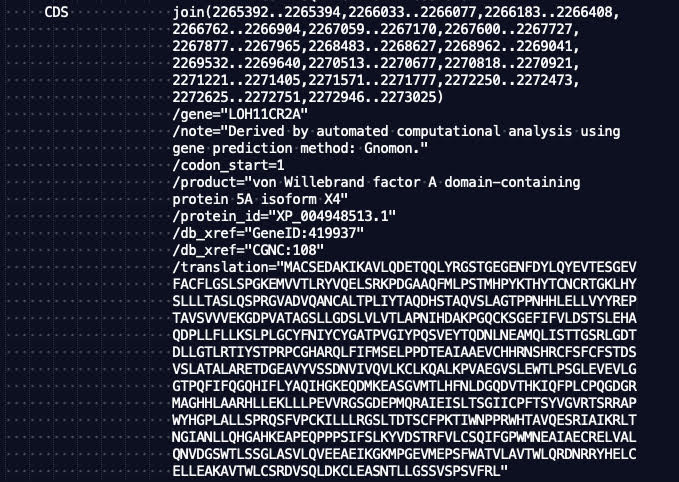 CDS join(2265392..2265394,2266033..2266077,2266183..2266408,
2266762..2266904,2267059..2267170,2267600..2267727,
2267877..2267965,2268483..2268627,2268962..2269041,
2269532..2269640,2270513..2270677,2270818..2270921,
2271221..2271405,2271571..2271777,2272250..2272473,
2272625..2272751,2272946..2273025)
/gene="LOH11CR2A"
/note="Derived by automated computational analysis using
gene prediction method: Gnomon."
/codon_start=1
/product="von Willebrand factor A domain-containing
protein 5A isoform X4"
/protein_id="XP_004948513.1"
/db_xref="GeneID:419937"
/db_xref="CGNC:108"
/translation="MACSEDAKIKAVLQDETQQLYRGSTGEGENFDYLQYEVTESGEV
FACFLGSLSPGKEMVVTLRYVQELSRKPDGAAQFMLPSTMHPYKTHYTCNCRTGKLHY
SLLLTASLQSPRGVADVQANCALTPLIYTAQDHSTAQVSLAGTPPNHHLELLVYYREP
TAVSVVVEKGDPVATAGSLLGDSLVLVTLAPNIHDAKPGQCKSGEFIFVLDSTSLEHA
QDPLLFLLKSLPLGCYFNIYCYGATPVGIYPQSVEYTQDNLNEAMQLISTTGSRLGDT
DLLGTLRTIYSTPRPCGHARQLFIFMSELPPDTEAIAAEVCHHRNSHRCFSFCFSTDS
VSLATALARETDGEAVYVSSDNVIVQVLKCLKQALKPVAEGVSLEWTLPSGLEVEVLG
GTPQFIFQGQHIFLYAQIHGKEQDMKEASGVMTLHFNLDGQDVTHKIQFPLCPQGDGR
MAGHHLAARHLLEKLLLPEVVRGSGDEPMQRAIEISLTSGIICPFTSYVGVRTSRRAP
WYHGPLALLSPRQSFVPCKILLLRGSLTDTSCFPKTIWNPPRWHTAVQESRIAIKRLT
NGIANLLQHGAHKEAPEQPPPSIFSLKYVDSTRFVLCSQIFGPWMNEAIAECRELVAL
QNVDGSWTLSSGLASVLQVEEAEIKGKMPGEVMEPSFWATVLAVTWLQRDNRRYHELC
ELLEAKAVTWLCSRDVSQLDKCLEASNTLLGSSVSPSVFRL"